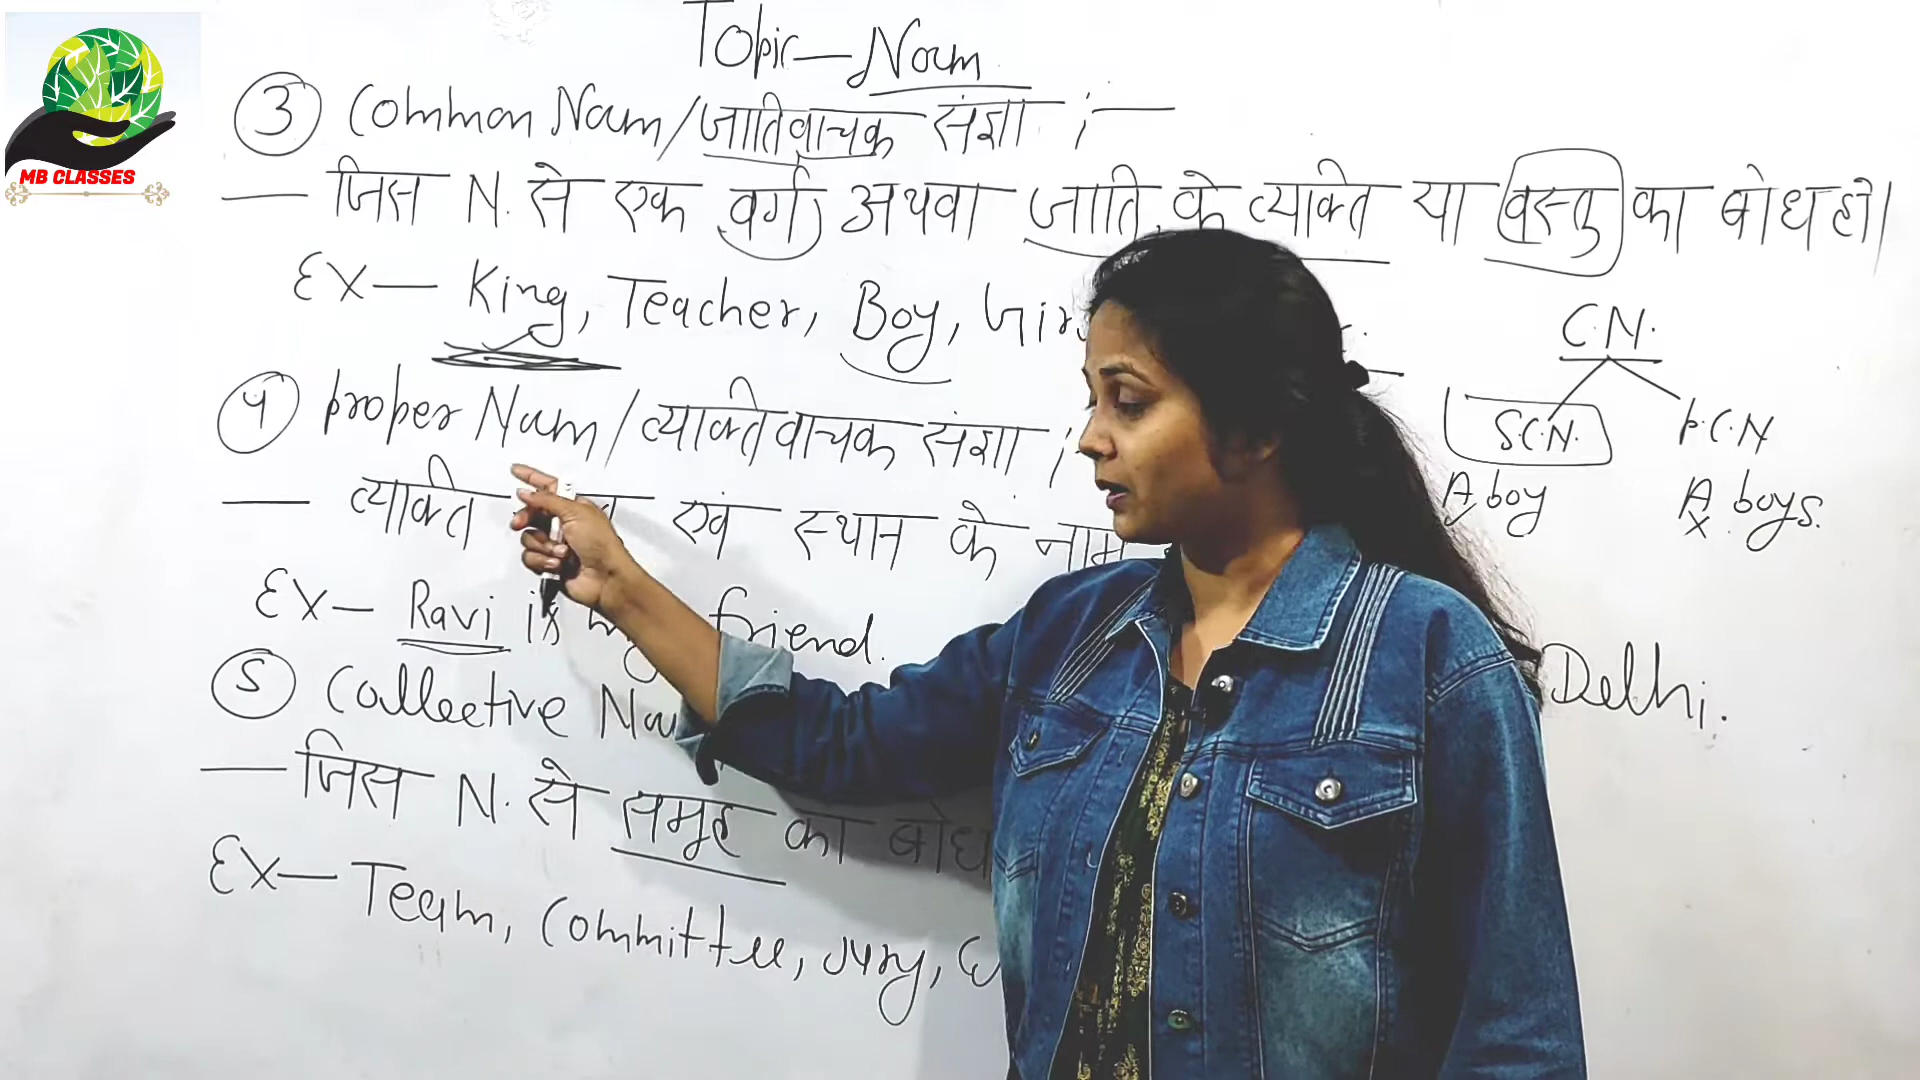 MB CLASSES
Topic — Noun
③ Common Noun / जातिवाचक संज्ञा :—
— जिस N. से एक वर्ग अथवा जाति के व्यक्ति या वस्तु का बोध हो।
EX — King, Teacher, Boy,
C.N.
S.C.N. P.C.N
A boy A boys.
④ Proper Noun / व्यक्तिवाचक संज्ञा :
— व्यक्ति एवं स्थान के नाम
EX — Ravi is my friend. Delhi.
⑤ Collective
— जिस N. से समूह का बोध
EX — Team, Committee, Jury,